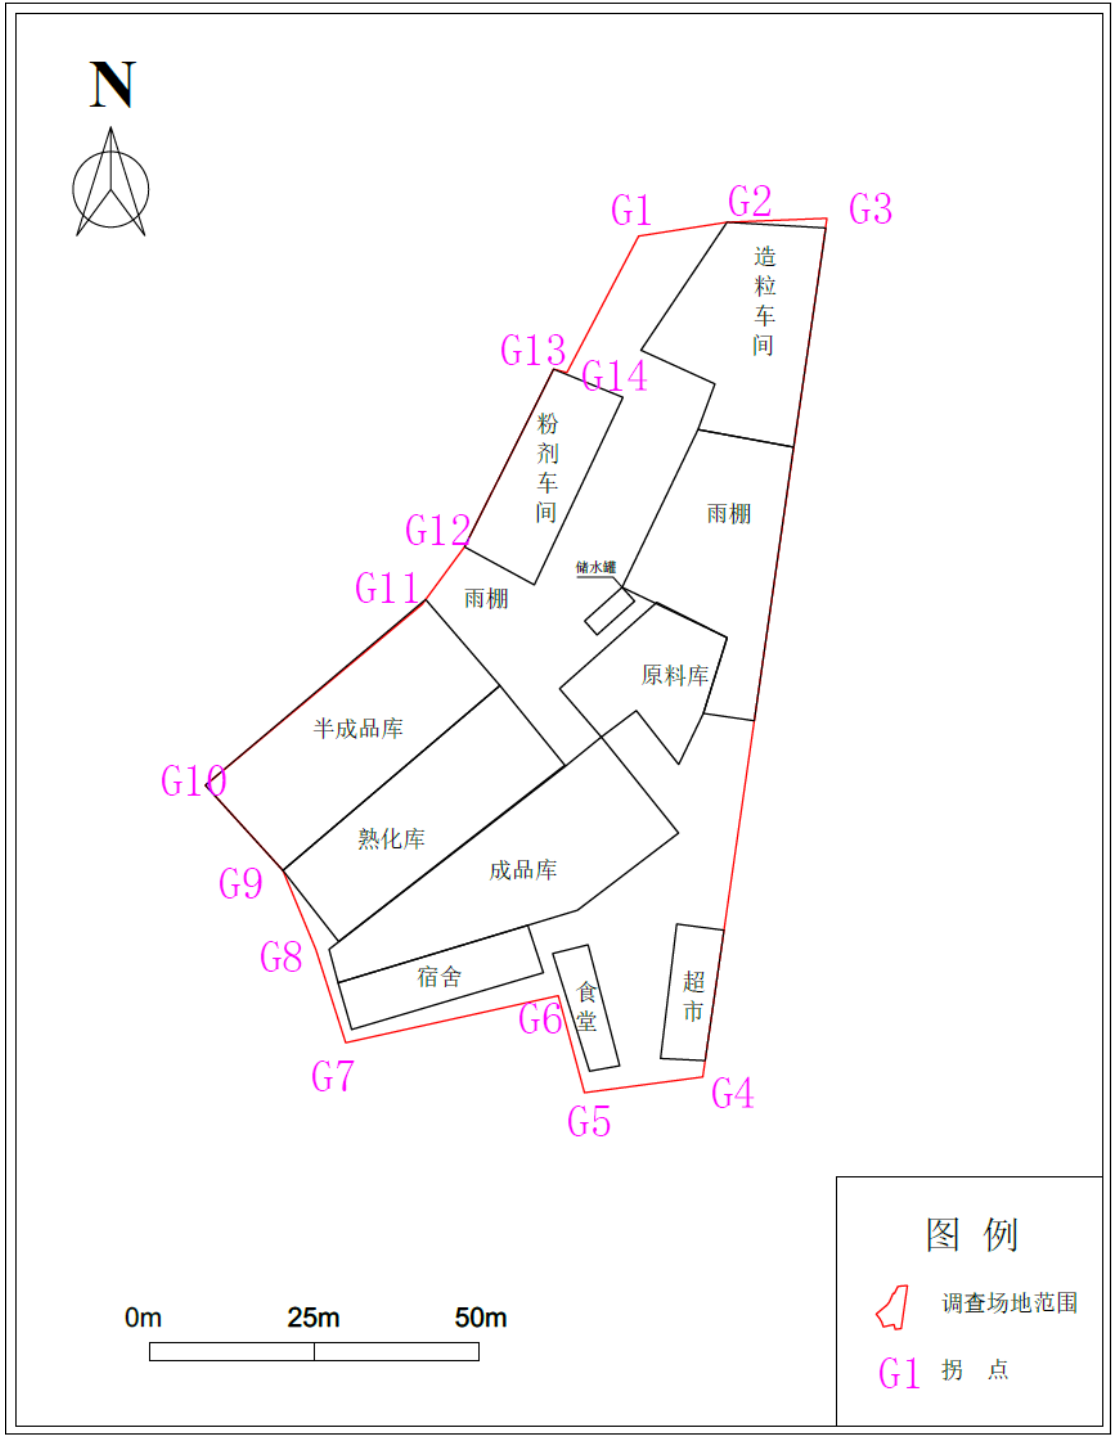 N
G1
G2
G3
造粒车间
G13
G14
粉剂车间
雨棚
G12
储水罐
G11
雨棚
原料库
半成品库
G10
熟化库
成品库
G9
G8
宿舍
超市
食堂
G6
G7
G4
G5
图 例
调查场地范围
G1 拐 点
0m 25m 50m